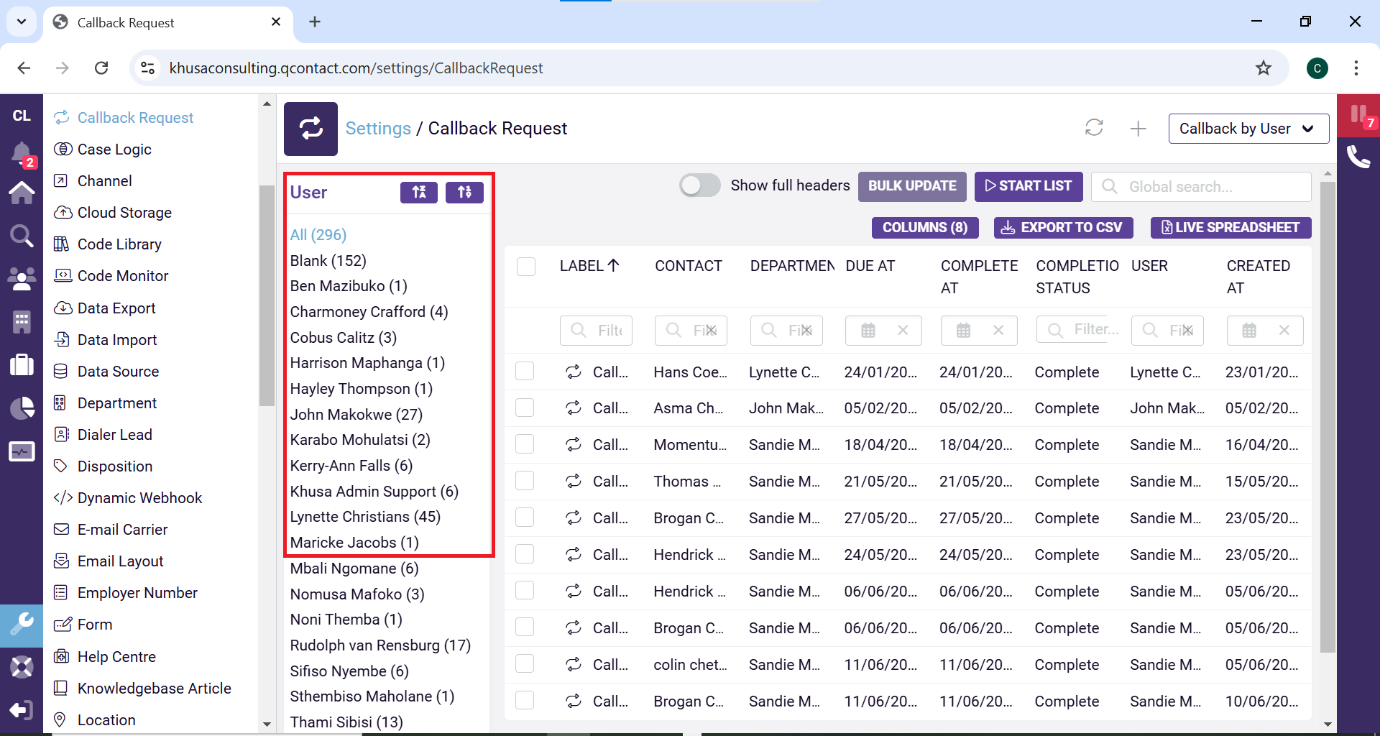 Callback Request
khusaconsulting.qcontact.com/settings/CallbackRequest
C
CL
2
7
Callback Request
Case Logic
Channel
Cloud Storage
Code Library
Code Monitor
Data Export
Data Import
Data Source
Department
Dialer Lead
Disposition
Dynamic Webhook
E-mail Carrier
Email Layout
Employer Number
Form
Help Centre
Knowledgebase Article
Location
Settings / Callback Request
Callback by User
User
All (296)
Blank (152)
Ben Mazibuko (1)
Charmoney Crafford (4)
Cobus Calitz (3)
Harrison Maphanga (1)
Hayley Thompson (1)
John Makokwe (27)
Karabo Mohulatsi (2)
Kerry-Ann Falls (6)
Khusa Admin Support (6)
Lynette Christians (45)
Maricke Jacobs (1)
Mbali Ngomane (6)
Nomusa Mafoko (3)
Noni Themba (1)
Rudolph van Rensburg (17)
Sifiso Nyembe (6)
Sthembiso Maholane (1)
Thami Sibisi (13)
Show full headers BULK UPDATE START LIST Global search...
COLUMNS (8) EXPORT TO CSV LIVE SPREADSHEET
LABEL CONTACT DEPARTMEN DUE AT COMPLETE AT COMPLETIO STATUS USER CREATED AT
Filter...
Call... Hans Coe... Lynette C... 24/01/20... 24/01/20... Complete Lynette C... 23/01/20...
Call... Asma Ch... John Mak... 05/02/20... 05/02/20... Complete John Mak... 05/02/20...
Call... Momentu... Sandie M... 18/04/20... 18/04/20... Complete Sandie M... 16/04/20...
Call... Thomas ... Sandie M... 21/05/20... 21/05/20... Complete Sandie M... 15/05/20...
Call... Brogan C... Sandie M... 27/05/20... 27/05/20... Complete Sandie M... 23/05/20...
Call... Hendrick ... Sandie M... 24/05/20... 24/05/20... Complete Sandie M... 23/05/20...
Call... Hendrick ... Sandie M... 06/06/20... 06/06/20... Complete Sandie M... 05/06/20...
Call... Brogan C... Sandie M... 06/06/20... 06/06/20... Complete Sandie M... 05/06/20...
Call... colin chet... Sandie M... 11/06/20... 11/06/20... Complete Sandie M... 05/06/20...
Call... Brogan C... Sandie M... 11/06/20... 11/06/20... Complete Sandie M... 10/06/20...